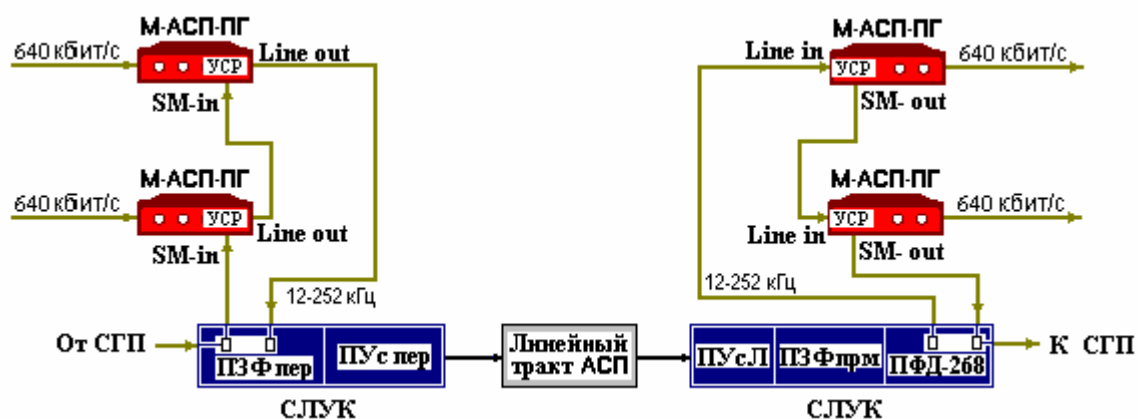 М-АСП-ПГ
640 кбит/с
УСР
Line out
SM-in
М-АСП-ПГ
640 кбит/с
УСР
Line out
SM-in
12-252 кГц
От СГП
ПЗФ пер
ПУс пер
СЛУК
Линейный
тракт АСП
М-АСП-ПГ
Line in
УСР
640 кбит/с
SM- out
М-АСП-ПГ
УСР
640 кбит/с
Line in
SM- out
12-252 кГц
ПУсЛ
ПЗФпрм
ПФД-268
К СГП
СЛУК